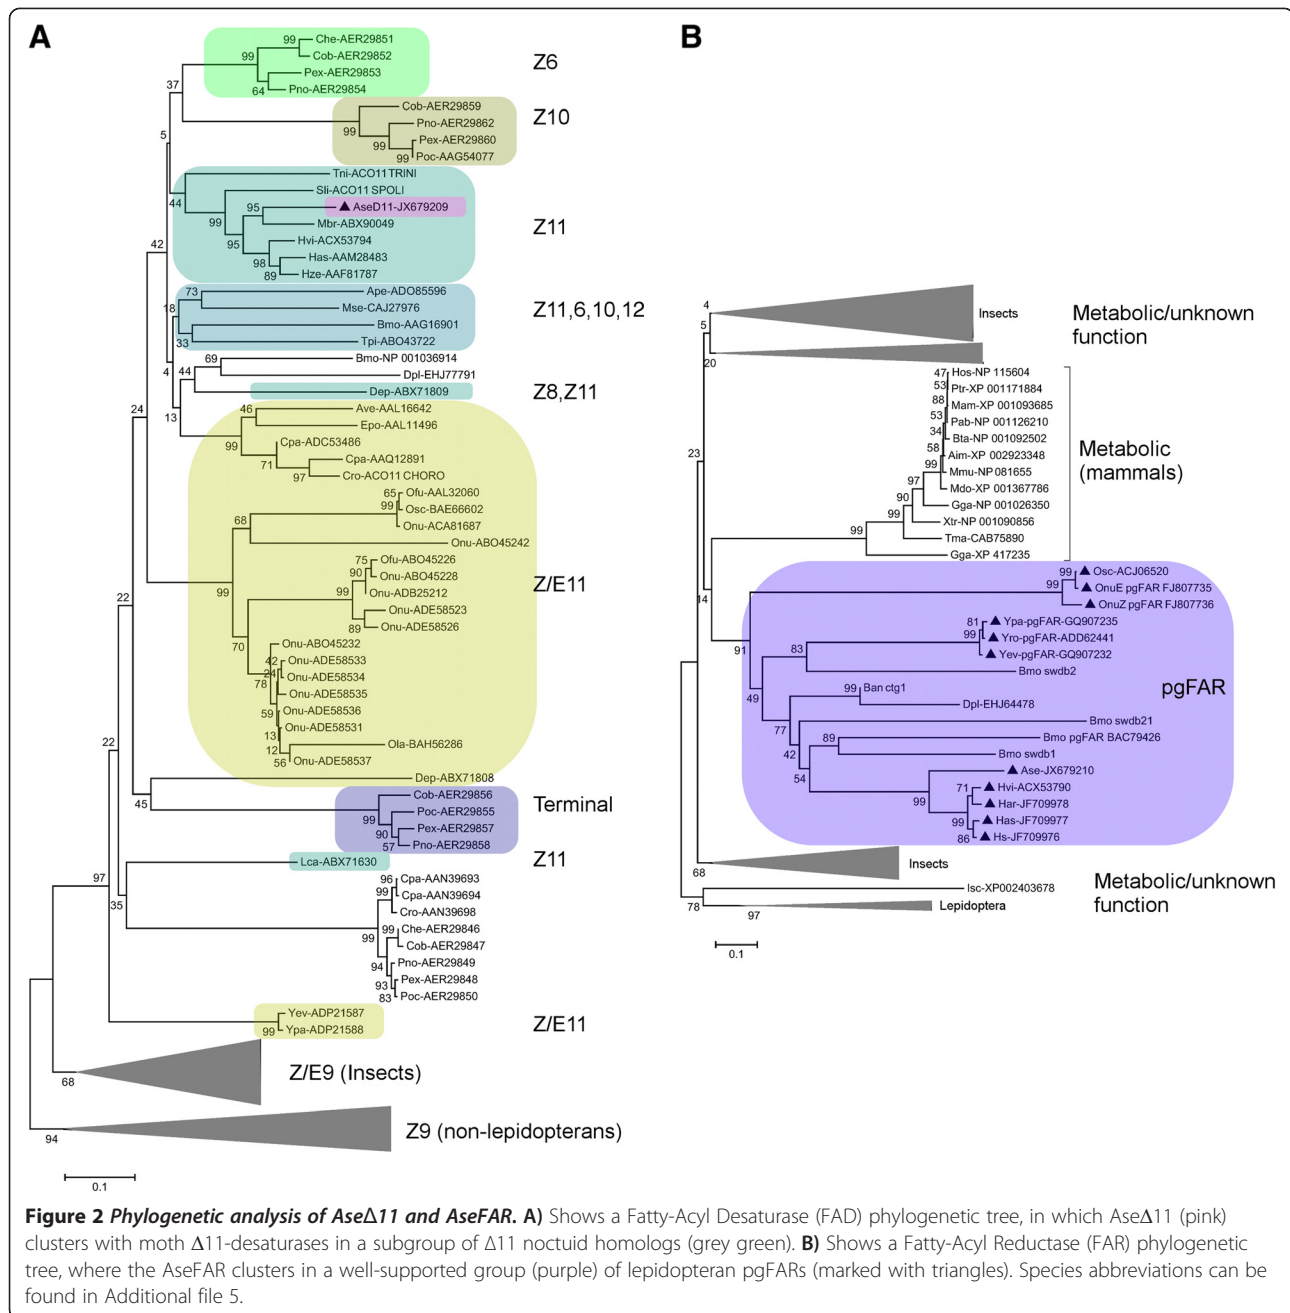 A
99
Che-AER29851
Cob-AER29852
99
Pex-AER29853
64
Pno-AER29854
Z6
37
Cob-AER29859
99
Pno-AER29862
99
Pex-AER29860
99
Poc-AAG54077
Z10
5
Tni-ACO11 TRINI
44
Sli-ACO11 SPOLI
99
95
AseD11-JX679209
Mbr-ABX90049
95
Hvi-ACX53794
98
Has-AAM28483
89
Hze-AAF81787
Z11
42
18
73
Ape-ADO85596
Mse-CAJ27976
Bmo-AAG16901
33
Tpi-ABO43722
Z11,6,10,12
4
69
Bmo-NP 001036914
44
Dpl-EHJ77791
Dep-ABX71809
Z8,Z11
13
24
46
Ave-AAL16642
Epo-AAL11496
99
Cpa-ADC53486
71
Cpa-AAQ12891
97
Cro-ACO11 CHORO
65
Ofu-AAL32060
99
Osc-BAE66602
Onu-ACA81687
68
Onu-ABO45242
75
Ofu-ABO45226
90
Onu-ABO45228
Onu-ADB25212
99
Onu-ADE58523
89
Onu-ADE58526
99
Z/E11
70
Onu-ABO45232
42
Onu-ADE58533
24
Onu-ADE58534
78
Onu-ADE58535
59
Onu-ADE58536
Onu-ADE58531
13
12
Ola-BAH56286
56
Onu-ADE58537
22
22
Dep-ABX71808
45
Cob-AER29856
99
Poc-AER29855
90
Pex-AER29857
57
Pno-AER29858
Terminal
97
Lca-ABX71630
Z11
35
96
Cpa-AAN39693
99
Cpa-AAN39694
Cro-AAN39698
99
99
Che-AER29846
Cob-AER29847
94
Pno-AER29849
93
Pex-AER29848
83
Poc-AER29850
Yev-ADP21587
99
Ypa-ADP21588
Z/E11
68
Z/E9 (Insects)
94
Z9 (non-lepidopterans)
0.1
B
4
Insects
Metabolic/unknown
function
5
20
47
Hos-NP 115604
53
Ptr-XP 001171884
88
Mam-XP 001093685
53
Pab-NP 001126210
34
Bta-NP 001092502
58
Aim-XP 002923348
99
Mmu-NP 081655
97
Mdo-XP 001367786
90
Gga-NP 001026350
99
Xtr-NP 001090856
99
Tma-CAB75890
Gga-XP 417235
Metabolic
(mammals)
23
14
99
Osc-ACJ06520
99
OnuE pgFAR FJ807735
OnuZ pgFAR FJ807736
91
81
Ypa-pgFAR-GQ907235
99
Yro-pgFAR-ADD62441
Yev-pgFAR-GQ907232
83
Bmo swdb2
49
99
Ban ctg1
Dpl-EHJ64478
77
Bmo swdb21
42
89
Bmo pgFAR BAC79426
Bmo swdb1
54
Ase-JX679210
99
71
Hvi-ACX53790
Har-JF709978
99
Has-JF709977
86
Hs-JF709976
pgFAR
68
Insects
78
Isc-XP002403678
97
Lepidoptera
Metabolic/unknown
function
0.1
Figure 2 Phylogenetic analysis of AseΔ11 and AseFAR. A) Shows a Fatty-Acyl Desaturase (FAD) phylogenetic tree, in which AseΔ11 (pink)
clusters with moth Δ11-desaturases in a subgroup of Δ11 noctuid homologs (grey green). B) Shows a Fatty-Acyl Reductase (FAR) phylogenetic
tree, where the AseFAR clusters in a well-supported group (purple) of lepidopteran pgFARs (marked with triangles). Species abbreviations can be
found in Additional file 5.